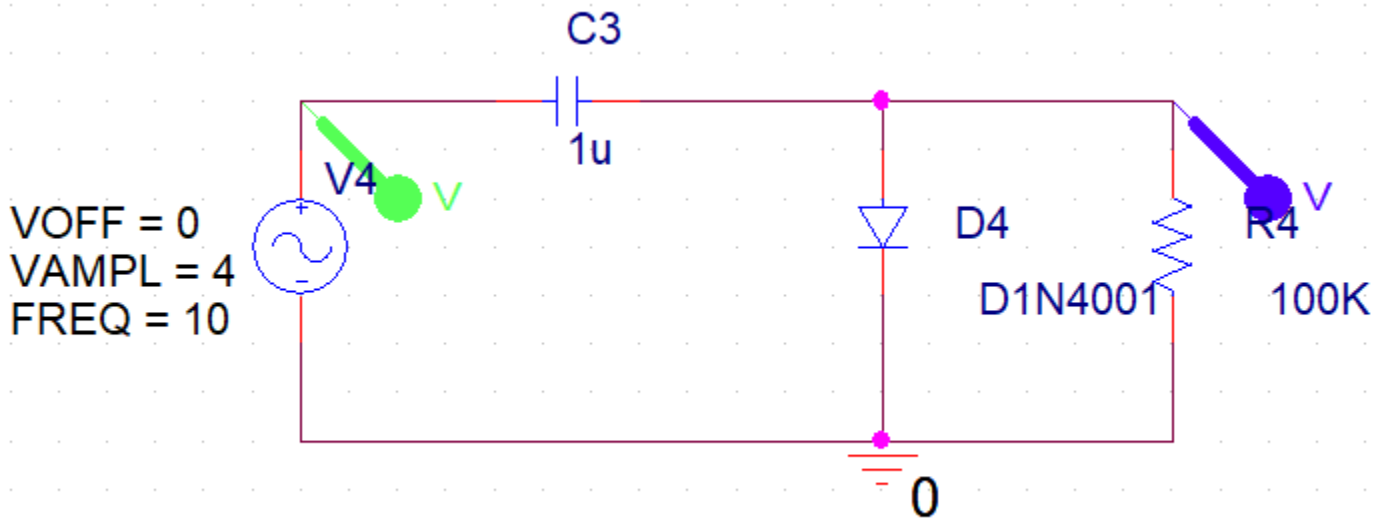 C3
1u
V4
V
VOFF = 0
VAMPL = 4
FREQ = 10
+
-
D4
D1N4001
V
R4
100K
0